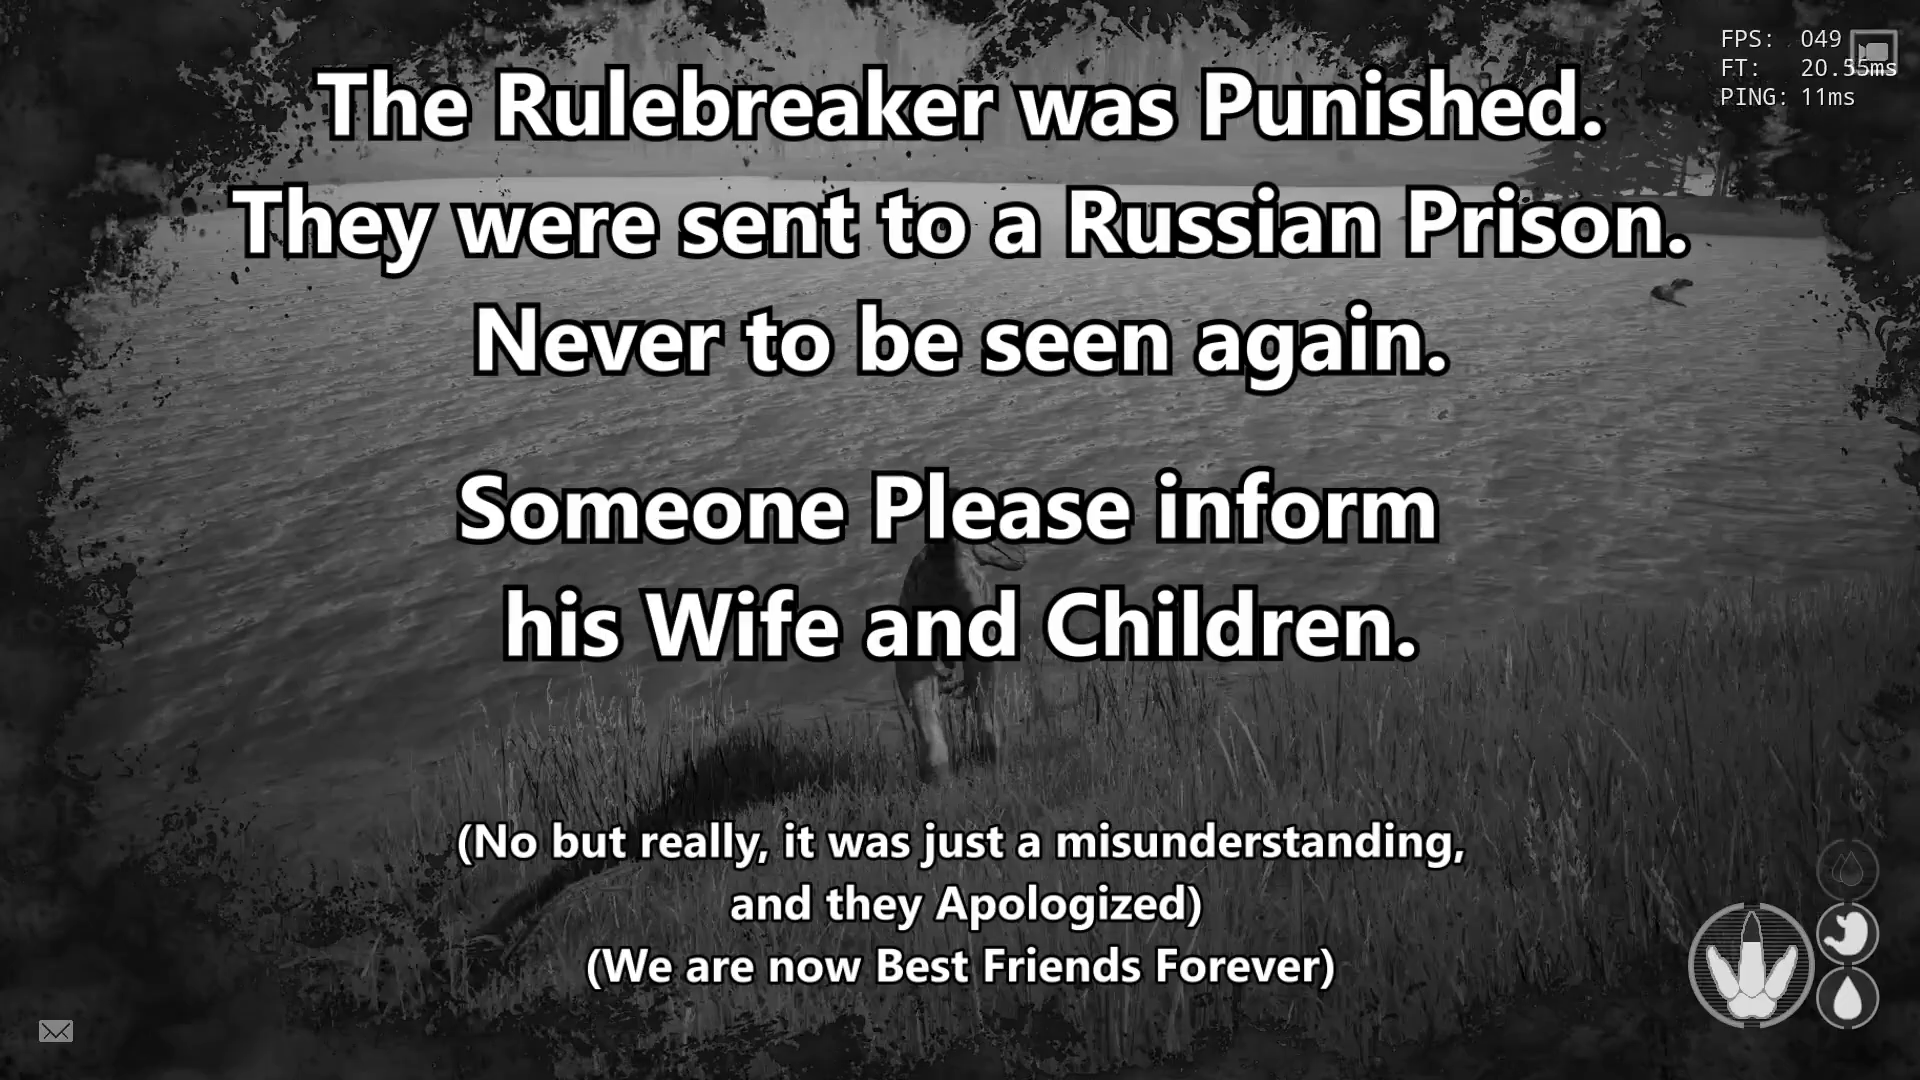 The Rulebreaker was Punished.
They were sent to a Russian Prison.
Never to be seen again.
Someone Please inform
his Wife and Children.
(No but really, it was just a misunderstanding,
and they Apologized)
(We are now Best Friends Forever)
FPS: 049
FT: 20.55ms
PING: 11ms